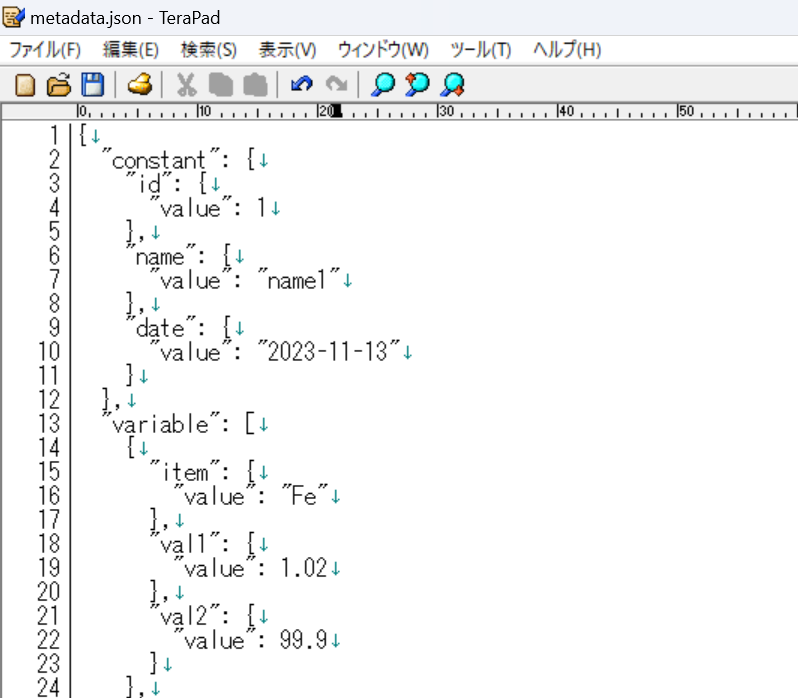 metadata.json - TeraPad
ファイル(F) 編集(E) 検索(S) 表示(V) ウィンドウ(W) ツール(T) ヘルプ(H)
0 10 20 30 40 50
1 {↓
2 "constant": {↓
3 "id": {↓
4 "value": 1↓
5 },↓
6 "name": {↓
7 "value": "name1"↓
8 },↓
9 "date": {↓
10 "value": "2023-11-13"↓
11 }↓
12 },↓
13 "variable": [↓
14 {↓
15 "item": {↓
16 "value": "Fe"↓
17 },↓
18 "val1": {↓
19 "value": 1.02↓
20 },↓
21 "val2": {↓
22 "value": 99.9↓
23 }↓
24 },↓